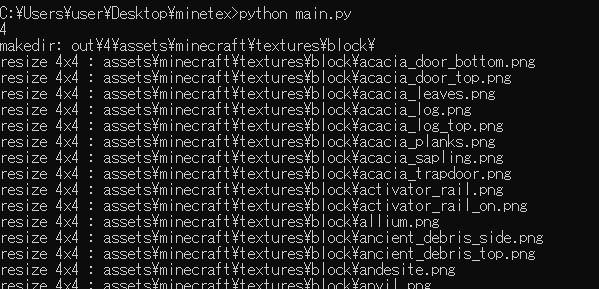 C:¥Users¥user¥Desktop¥minetex>python main.py
4
makedir: out¥4¥assets¥minecraft¥textures¥block¥
resize 4x4 : assets¥minecraft¥textures¥block¥acacia_door_bottom.png
resize 4x4 : assets¥minecraft¥textures¥block¥acacia_door_top.png
resize 4x4 : assets¥minecraft¥textures¥block¥acacia_leaves.png
resize 4x4 : assets¥minecraft¥textures¥block¥acacia_log.png
resize 4x4 : assets¥minecraft¥textures¥block¥acacia_log_top.png
resize 4x4 : assets¥minecraft¥textures¥block¥acacia_planks.png
resize 4x4 : assets¥minecraft¥textures¥block¥acacia_sapling.png
resize 4x4 : assets¥minecraft¥textures¥block¥acacia_trapdoor.png
resize 4x4 : assets¥minecraft¥textures¥block¥activator_rail.png
resize 4x4 : assets¥minecraft¥textures¥block¥activator_rail_on.png
resize 4x4 : assets¥minecraft¥textures¥block¥allium.png
resize 4x4 : assets¥minecraft¥textures¥block¥ancient_debris_side.png
resize 4x4 : assets¥minecraft¥textures¥block¥ancient_debris_top.png
resize 4x4 : assets¥minecraft¥textures¥block¥andesite.png
resize 4x4 : assets¥minecraft¥textures¥block¥anvil.png